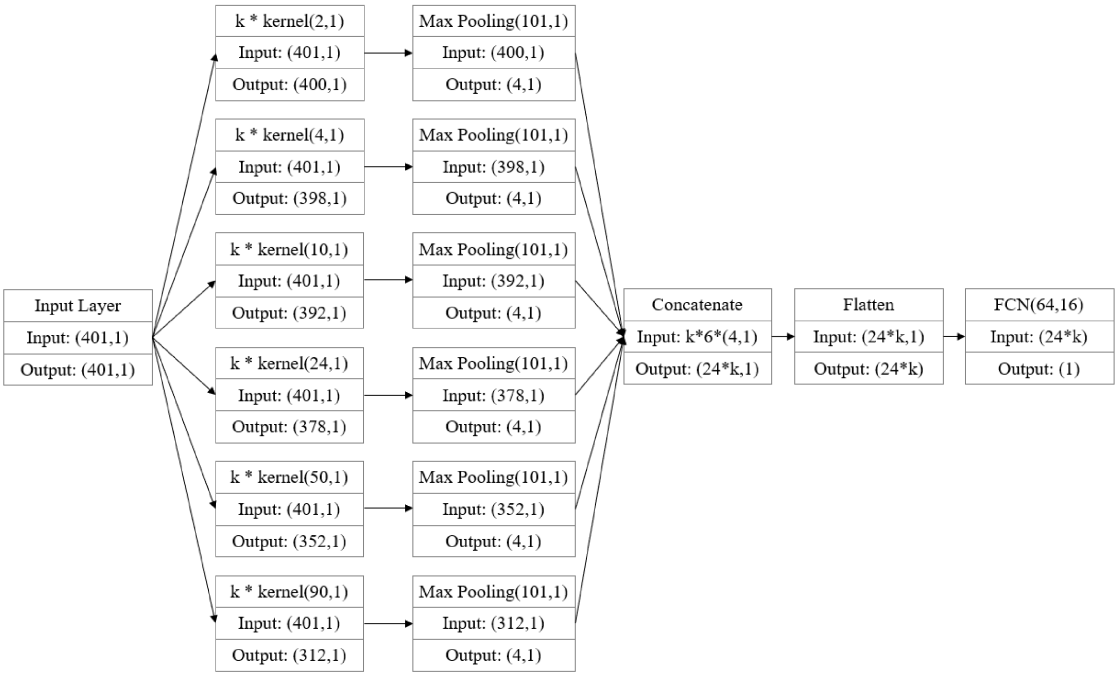 Input Layer
Input: (401,1)
Output: (401,1)
k * kernel(2,1)
Input: (401,1)
Output: (400,1)
Max Pooling(101,1)
Input: (400,1)
Output: (4,1)
k * kernel(4,1)
Input: (401,1)
Output: (398,1)
Max Pooling(101,1)
Input: (398,1)
Output: (4,1)
k * kernel(10,1)
Input: (401,1)
Output: (392,1)
Max Pooling(101,1)
Input: (392,1)
Output: (4,1)
k * kernel(24,1)
Input: (401,1)
Output: (378,1)
Max Pooling(101,1)
Input: (378,1)
Output: (4,1)
k * kernel(50,1)
Input: (401,1)
Output: (352,1)
Max Pooling(101,1)
Input: (352,1)
Output: (4,1)
k * kernel(90,1)
Input: (401,1)
Output: (312,1)
Max Pooling(101,1)
Input: (312,1)
Output: (4,1)
Concatenate
Input: k*6*(4,1)
Output: (24*k,1)
Flatten
Input: (24*k,1)
Output: (24*k)
FCN(64,16)
Input: (24*k)
Output: (1)